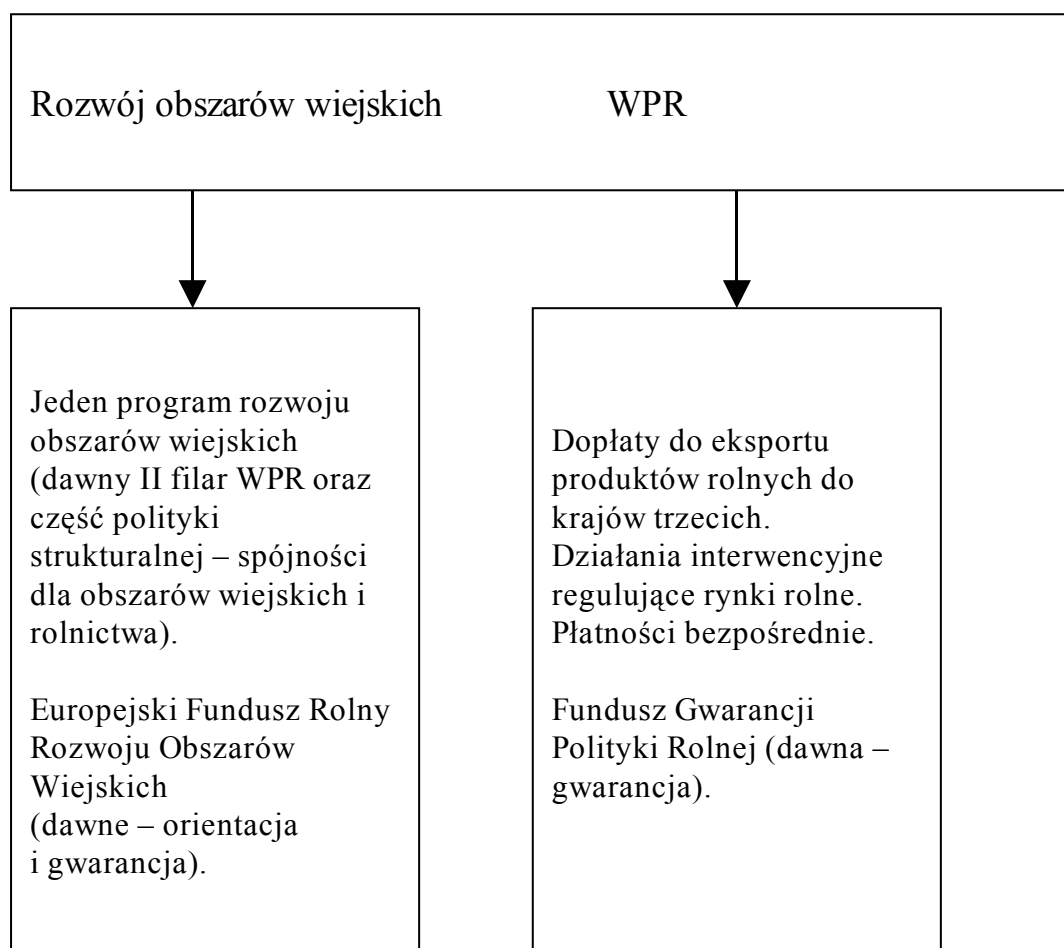 Rozwój obszarów wiejskich WPR
Jeden program rozwoju
obszarów wiejskich
(dawny II filar WPR oraz
część polityki
strukturalnej – spójności
dla obszarów wiejskich i
rolnictwa).
Europejski Fundusz Rolny
Rozwoju Obszarów
Wiejskich
(dawne – orientacja
i gwarancja).
Dopłaty do eksportu
produktów rolnych do
krajów trzecich.
Działania interwencyjne
regulujące rynki rolne.
Płatności bezpośrednie.
Fundusz Gwarancji
Polityki Rolnej (dawna –
gwarancja).